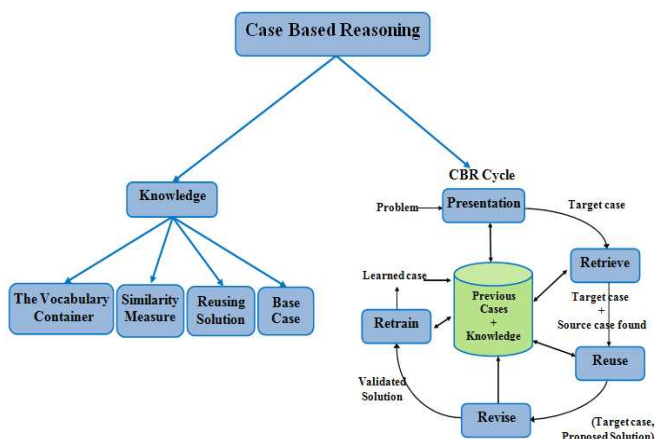 Case Based Reasoning
Knowledge
The Vocabulary
Container
Similarity
Measure
Reusing
Solution
Base
Case
CBR Cycle
Problem
Presentation
Target case
Retrieve
Target case
+
Source case found
Reuse
(Target case,
Proposed Solution)
Revise
Validated
Solution
Retrain
Learned case
Previous
Cases
+
Knowledge